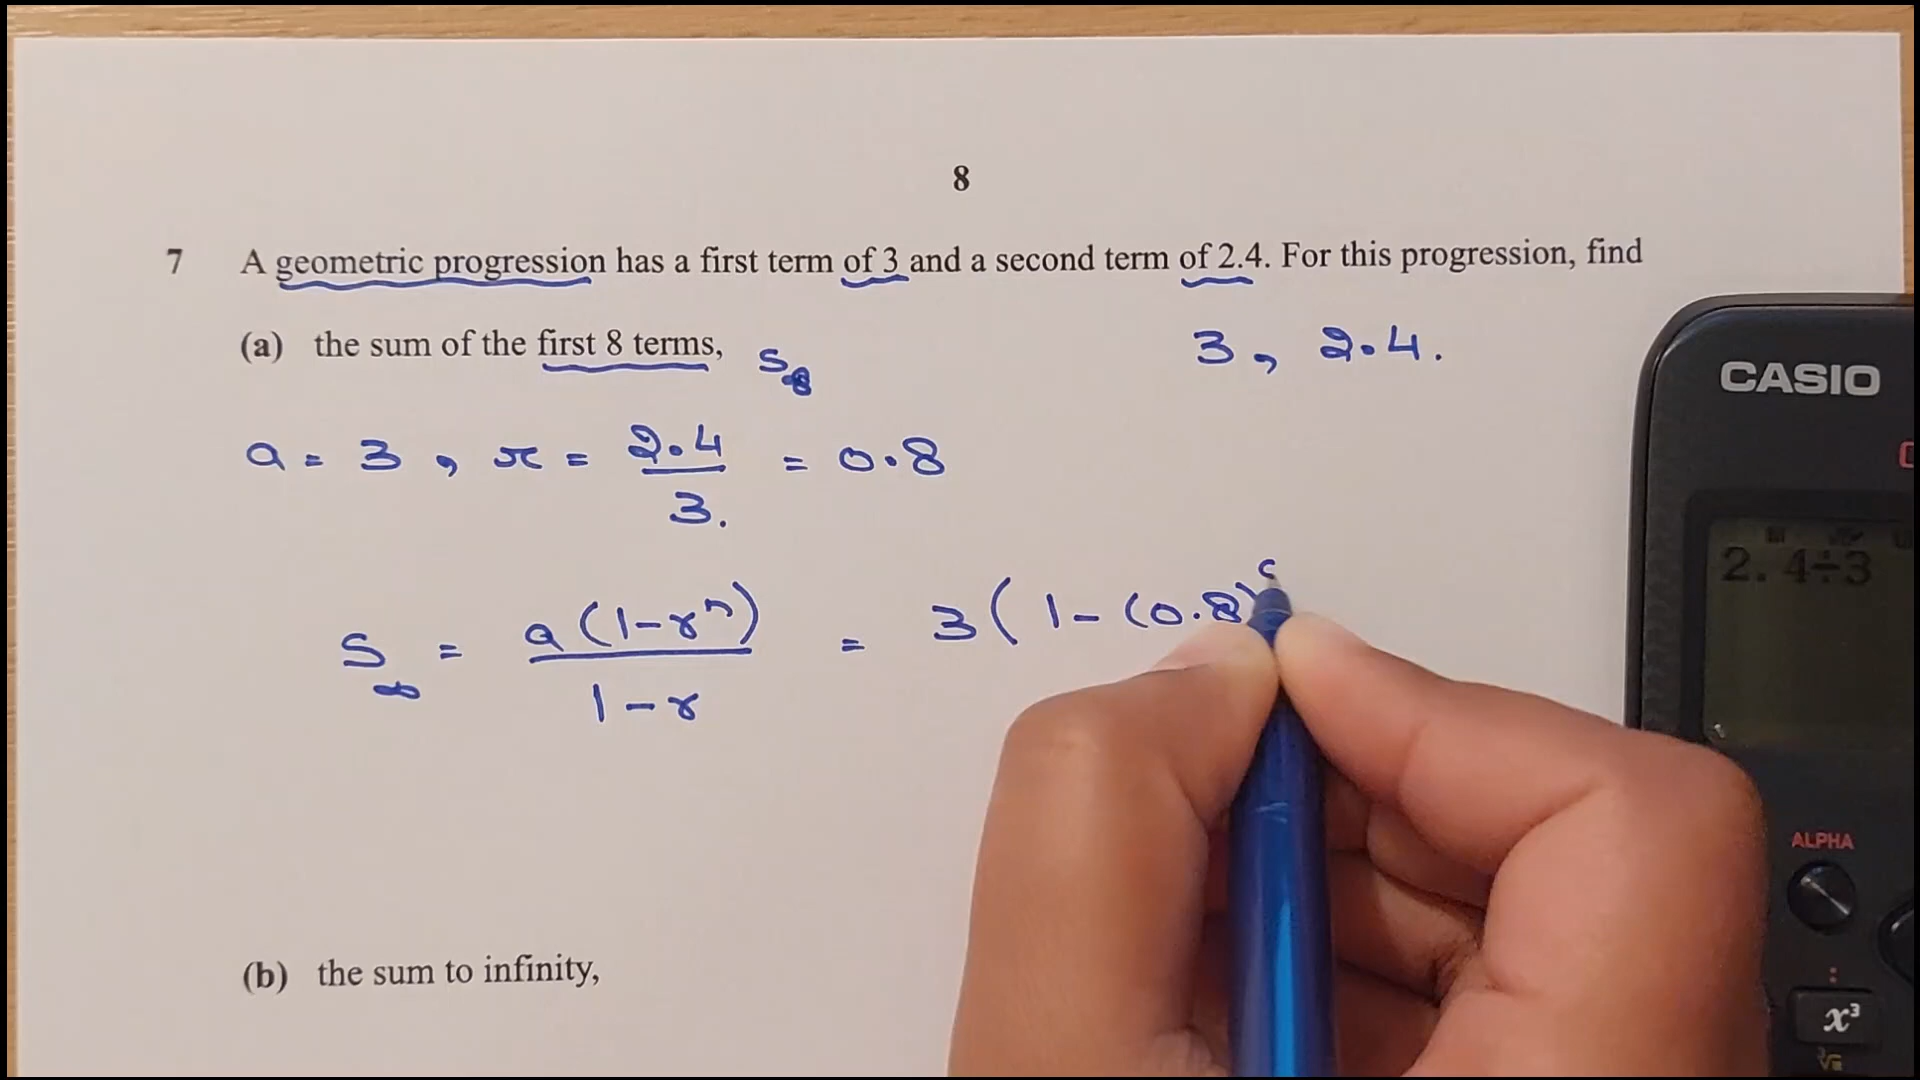 8
7 A geometric progression has a first term of 3 and a second term of 2.4. For this progression, find
(a) the sum of the first 8 terms, S₈
3, 2.4.
CASIO
a = 3, r = 2.4/3. = 0.8
2.4÷3
S∞ = a(1-rⁿ)/1-r = 3(1-(0.8)
ALPHA
(b) the sum to infinity,
x³